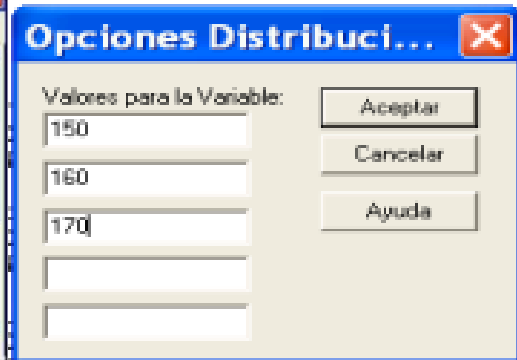 Opciones Distribuci...
Valores para la Variable:
150
160
170
Aceptar
Cancelar
Ayuda